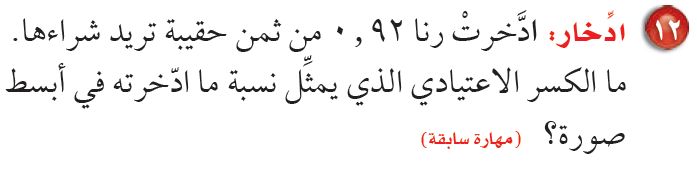 ١٢ ادِّخار: ادَّخرتْ رنا ٠,٩٢ من ثمن حقيبة تريد شراءها.
ما الكسر الاعتيادي الذي يمثِّل نسبة ما ادّخرته في أبسط
صورة؟ (مهارة سابقة)